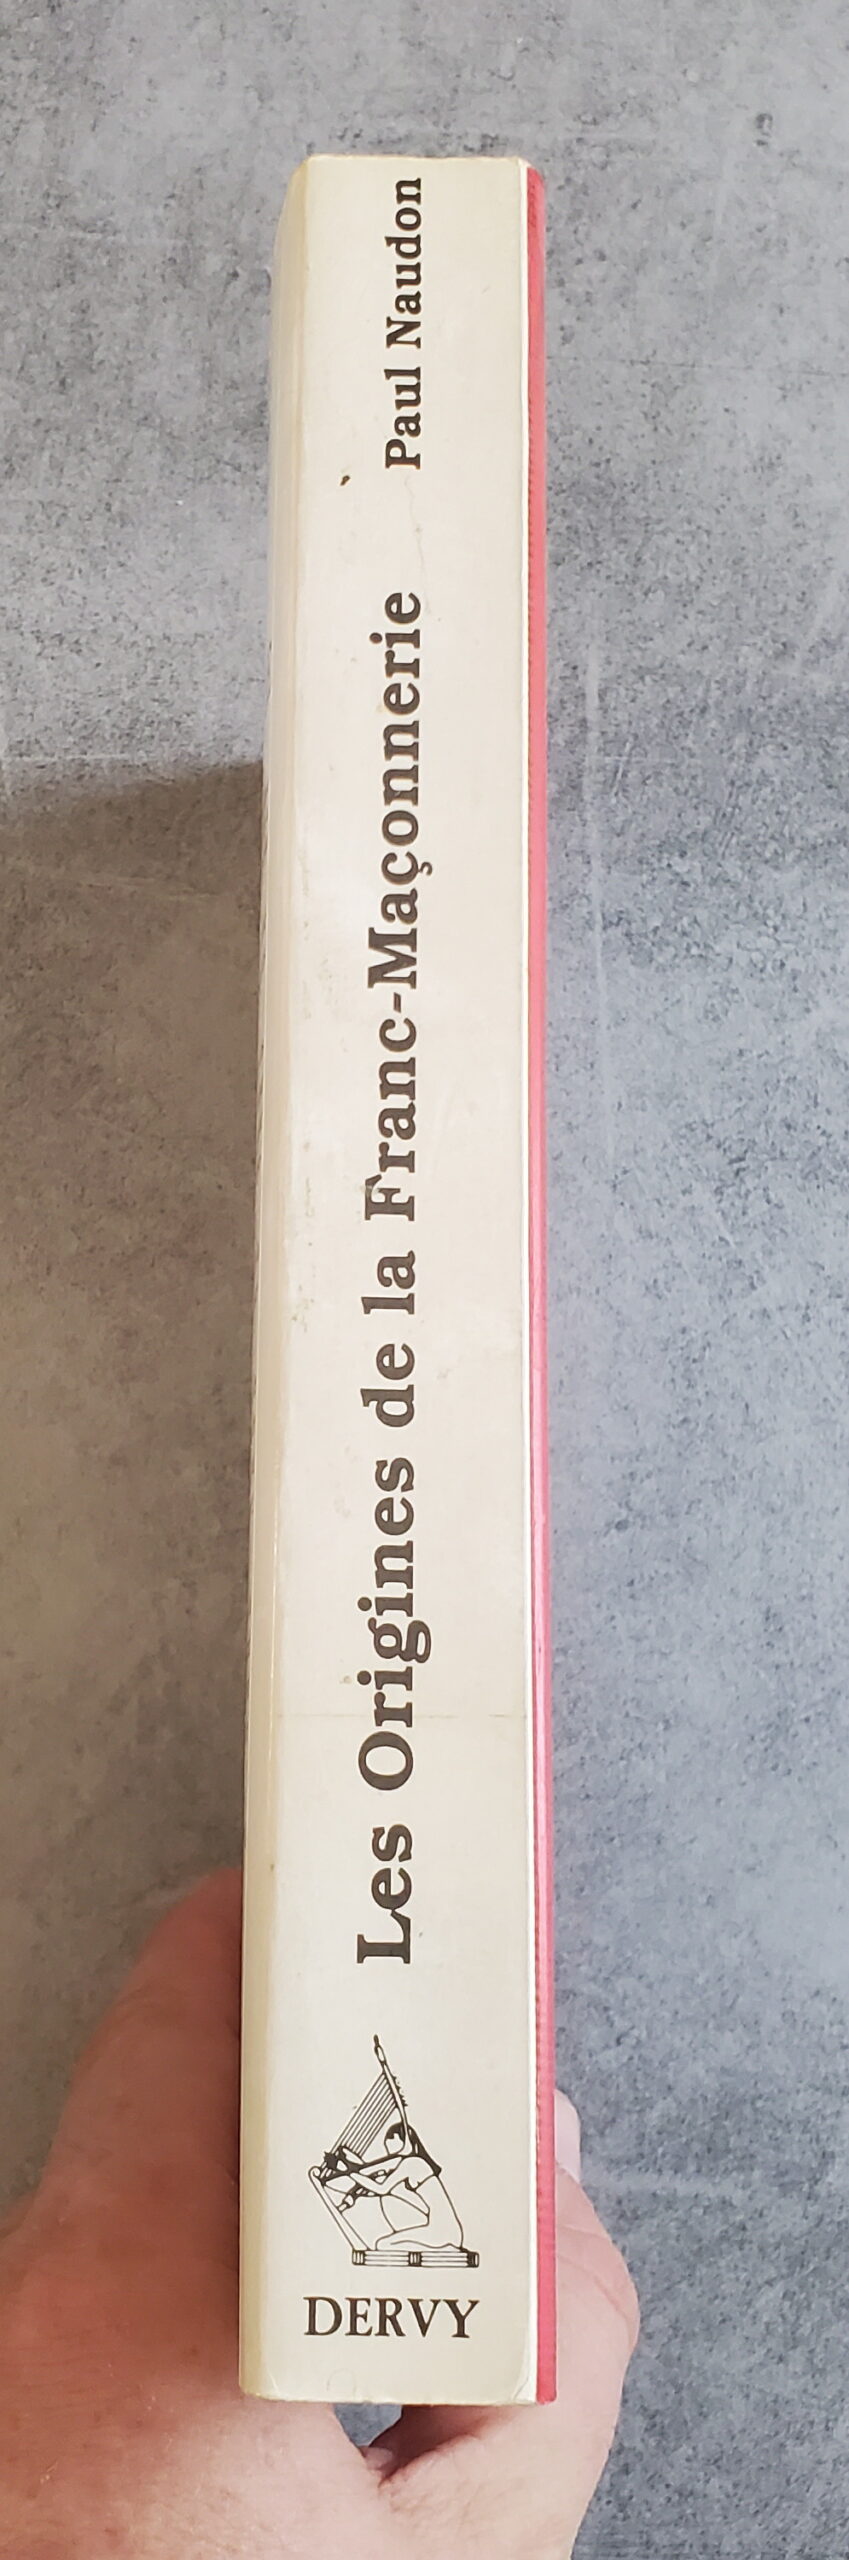 Paul Naudon
Les Origines de la Franc-Maçonnerie
DERVY